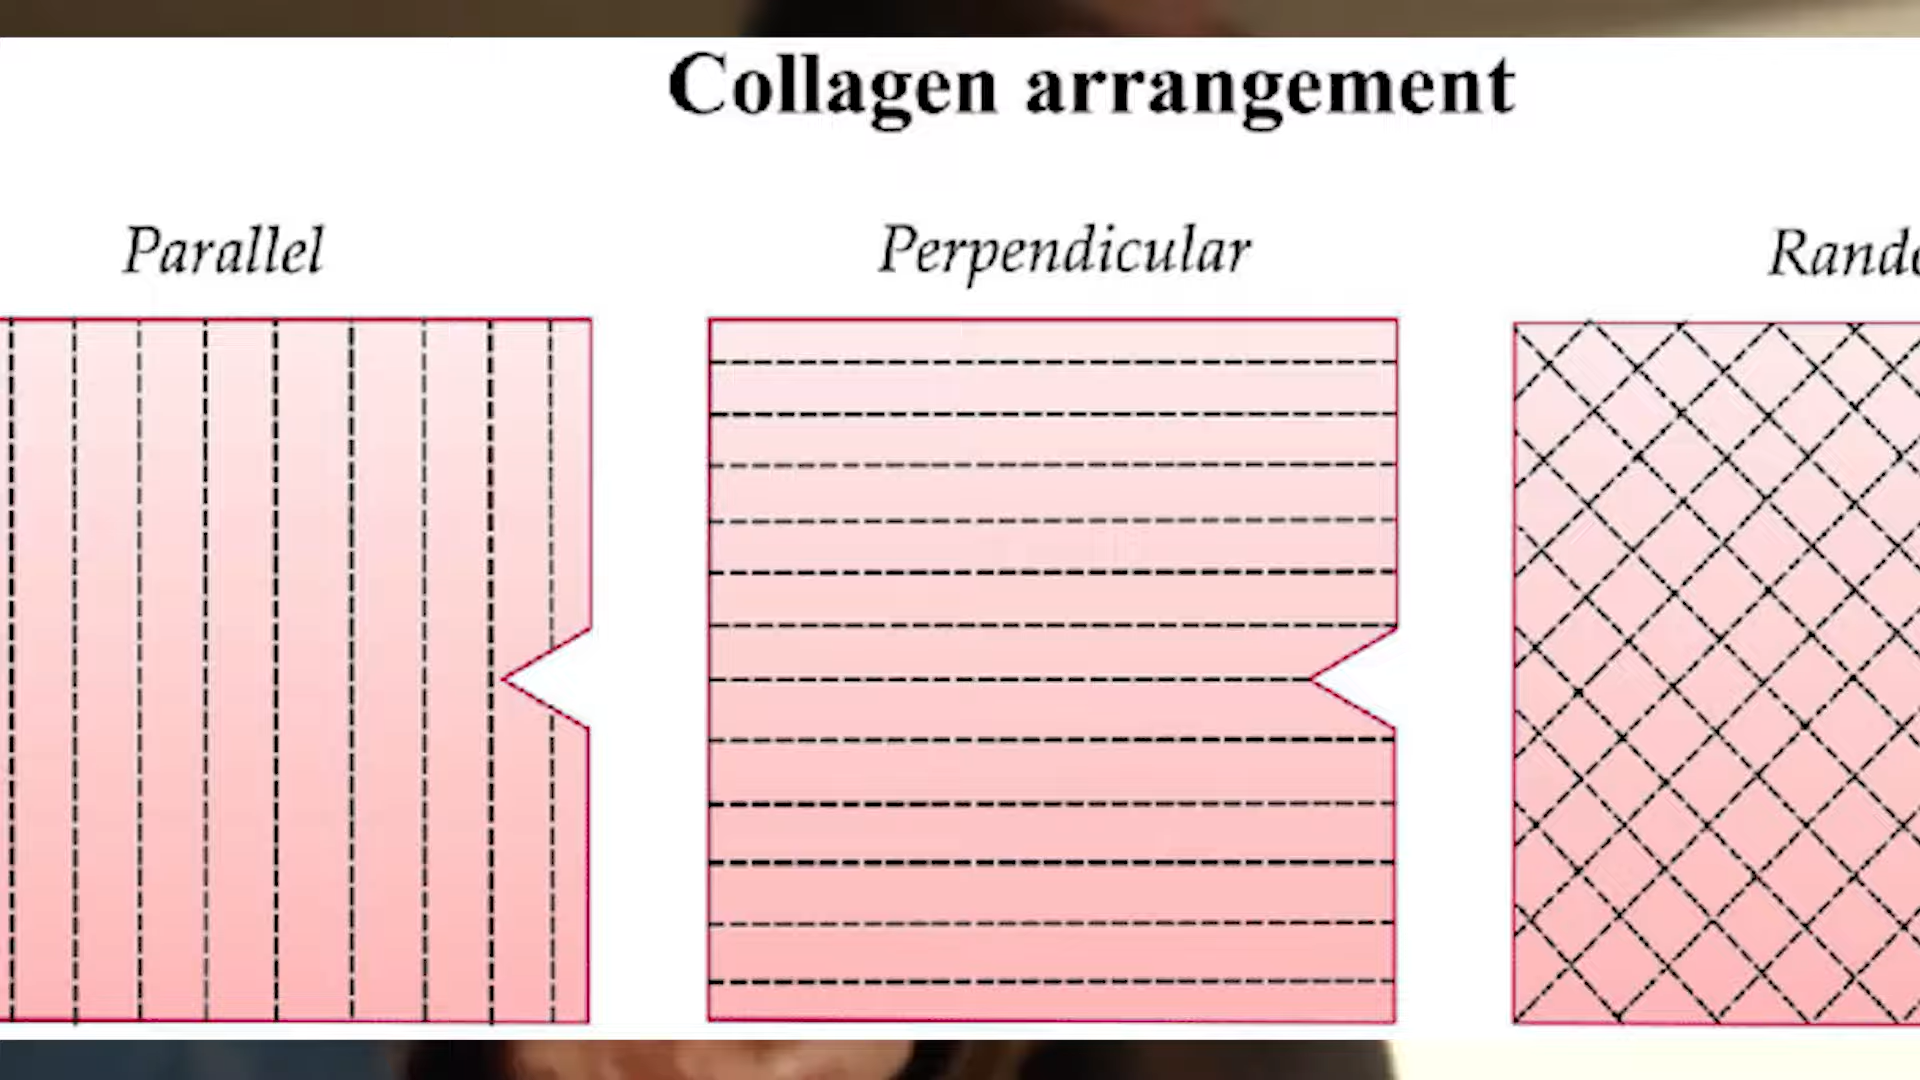 Collagen arrangement
Parallel
Perpendicular